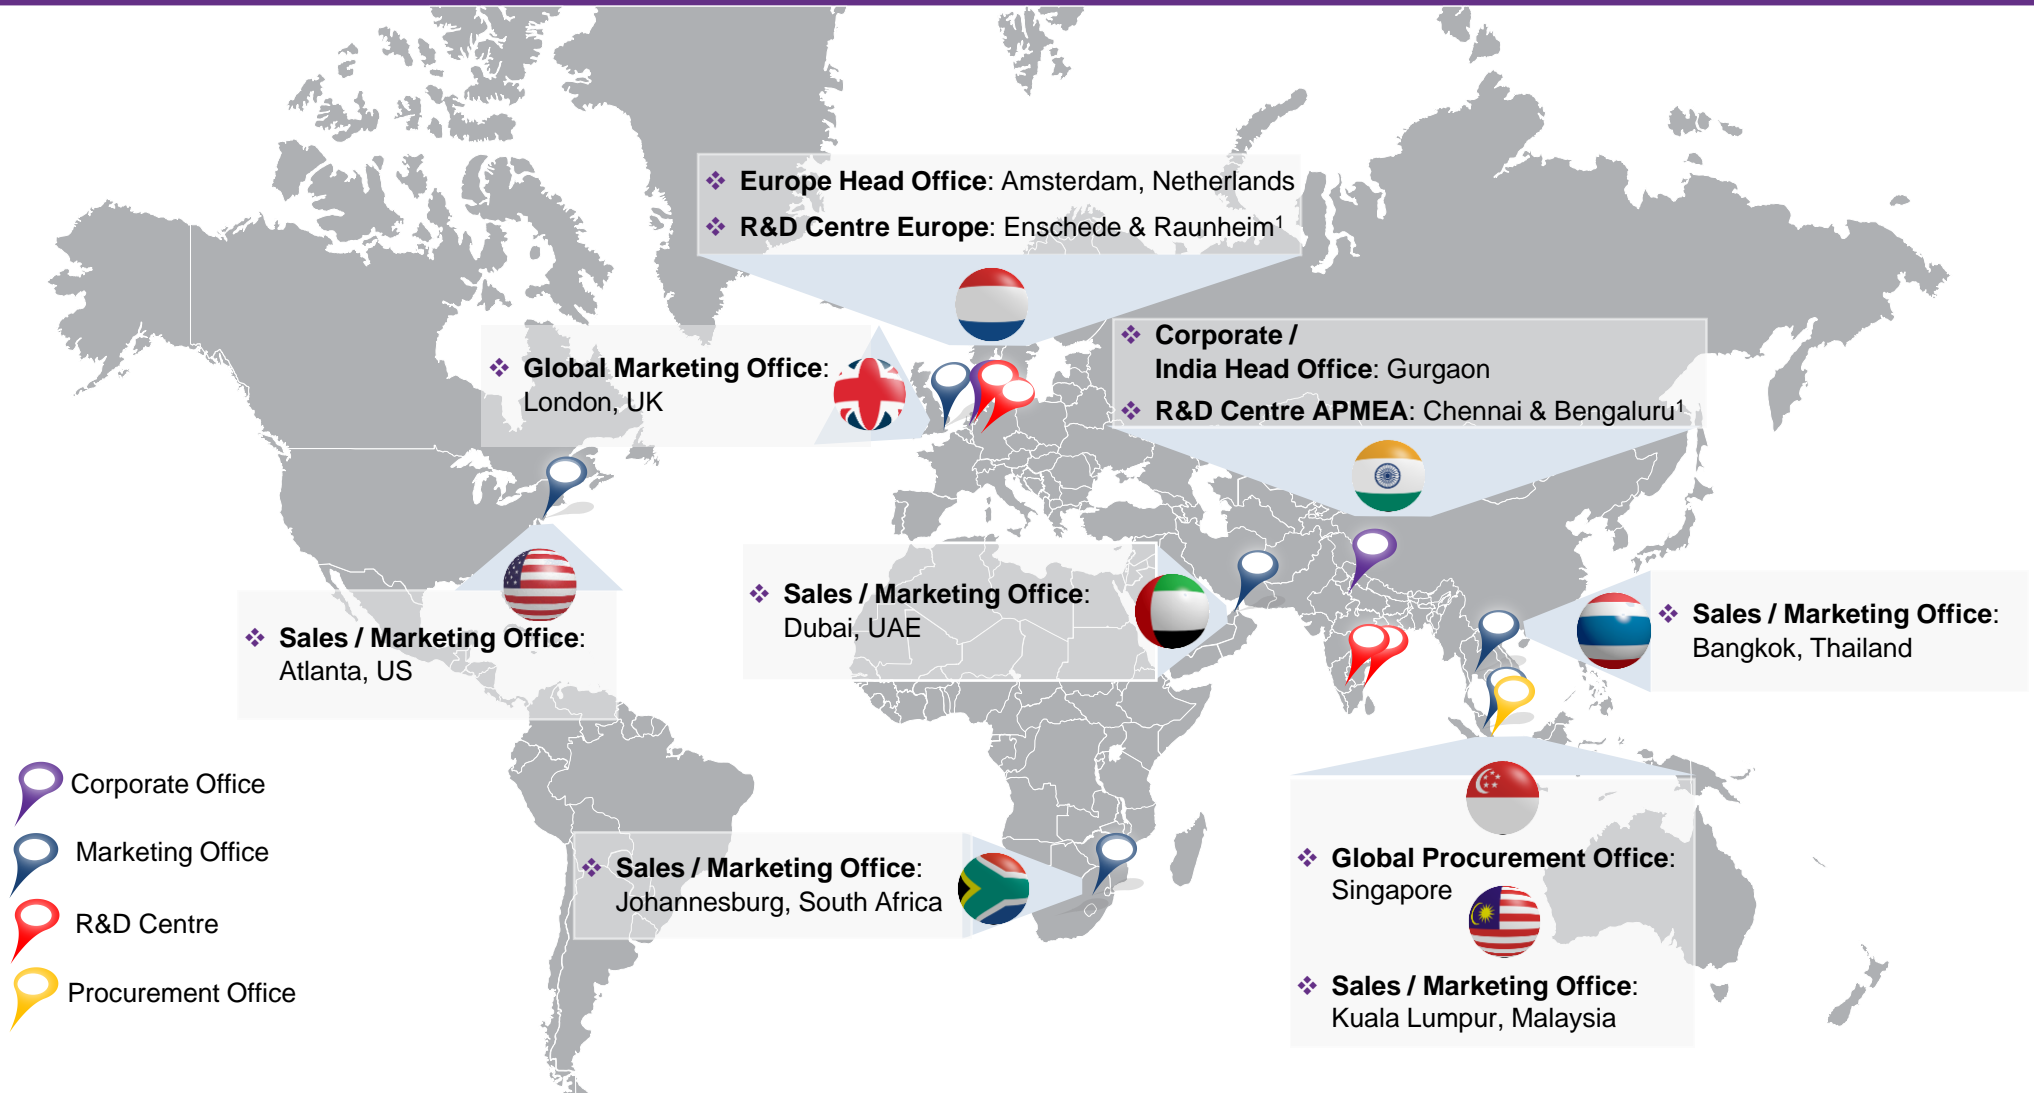 ❖ Europe Head Office: Amsterdam, Netherlands
❖ R&D Centre Europe: Enschede & Raunheim¹
❖ Global Marketing Office:
London, UK
❖ Corporate /
India Head Office: Gurgaon
❖ R&D Centre APMEA: Chennai & Bengaluru¹
❖ Sales / Marketing Office:
Atlanta, US
❖ Sales / Marketing Office:
Dubai, UAE
❖ Sales / Marketing Office:
Bangkok, Thailand
Corporate Office
Marketing Office
R&D Centre
Procurement Office
❖ Sales / Marketing Office:
Johannesburg, South Africa
❖ Global Procurement Office:
Singapore
❖ Sales / Marketing Office:
Kuala Lumpur, Malaysia